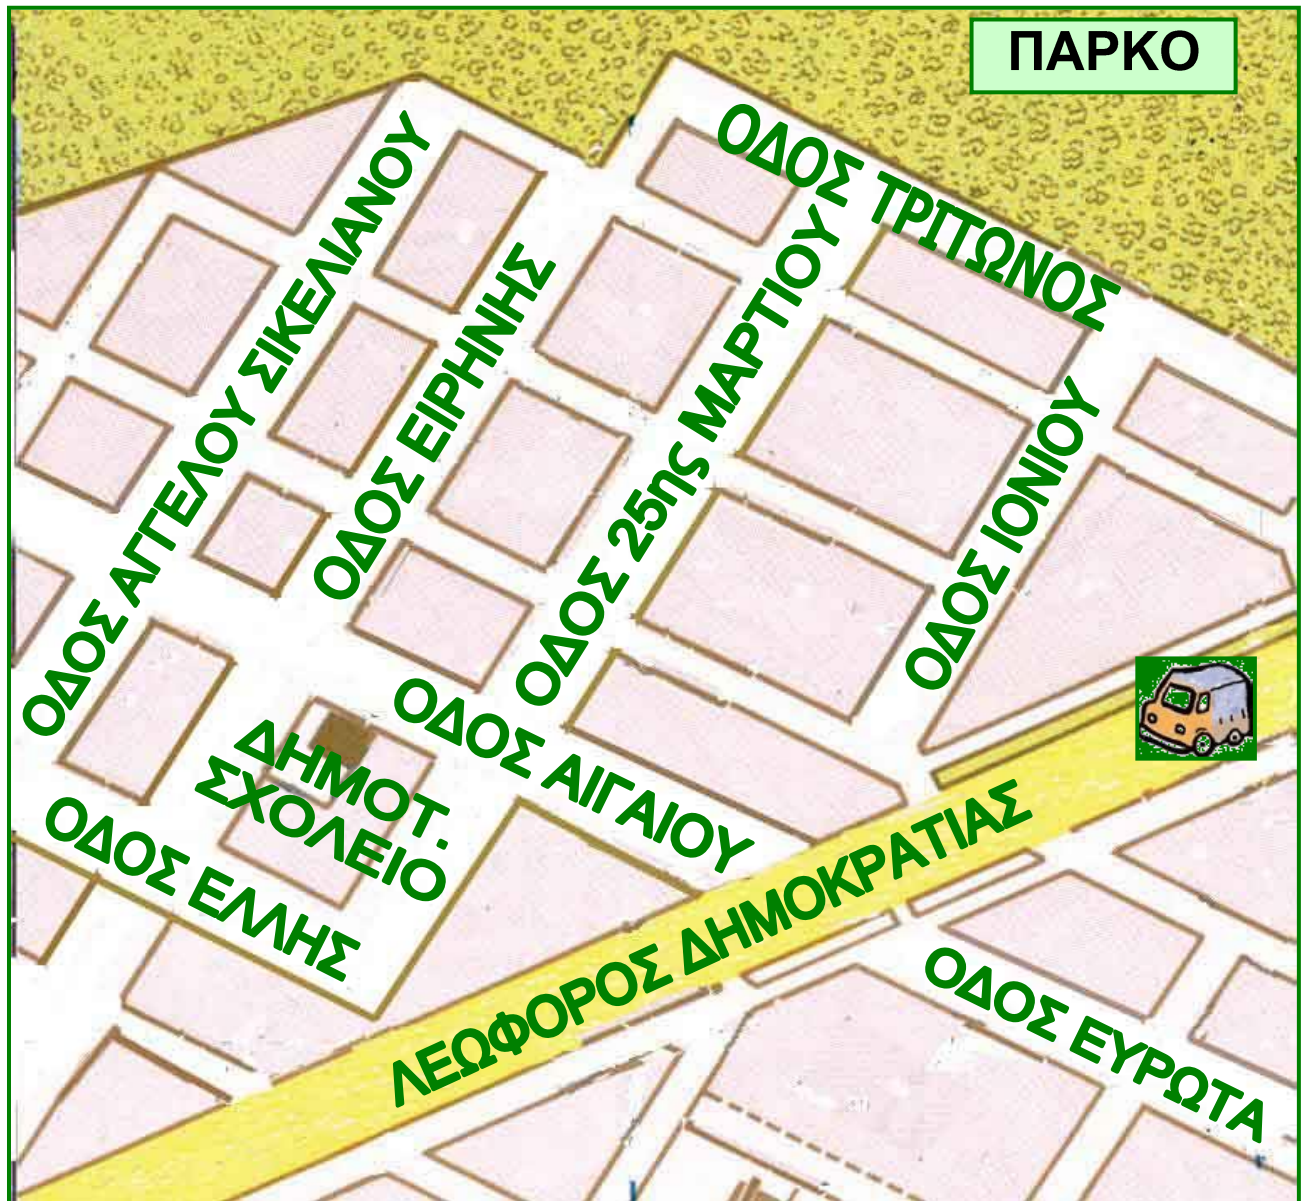 ΠΑΡΚΟ
ΟΔΟΣ ΤΡΙΤΩΝΟΣ
ΟΔΟΣ ΑΓΓΕΛΟΥ ΣΙΚΕΛΙΑΝΟΥ
ΟΔΟΣ ΕΙΡΗΝΗΣ
ΟΔΟΣ 25ης ΜΑΡΤΙΟΥ
ΟΔΟΣ ΙΟΝΙΟΥ
ΟΔΟΣ ΑΙΓΑΙΟΥ
ΔΗΜΟΤ.
ΣΧΟΛΕΙΟ
ΟΔΟΣ ΕΛΛΗΣ
ΛΕΩΦΟΡΟΣ ΔΗΜΟΚΡΑΤΙΑΣ
ΟΔΟΣ ΕΥΡΩΤΑ